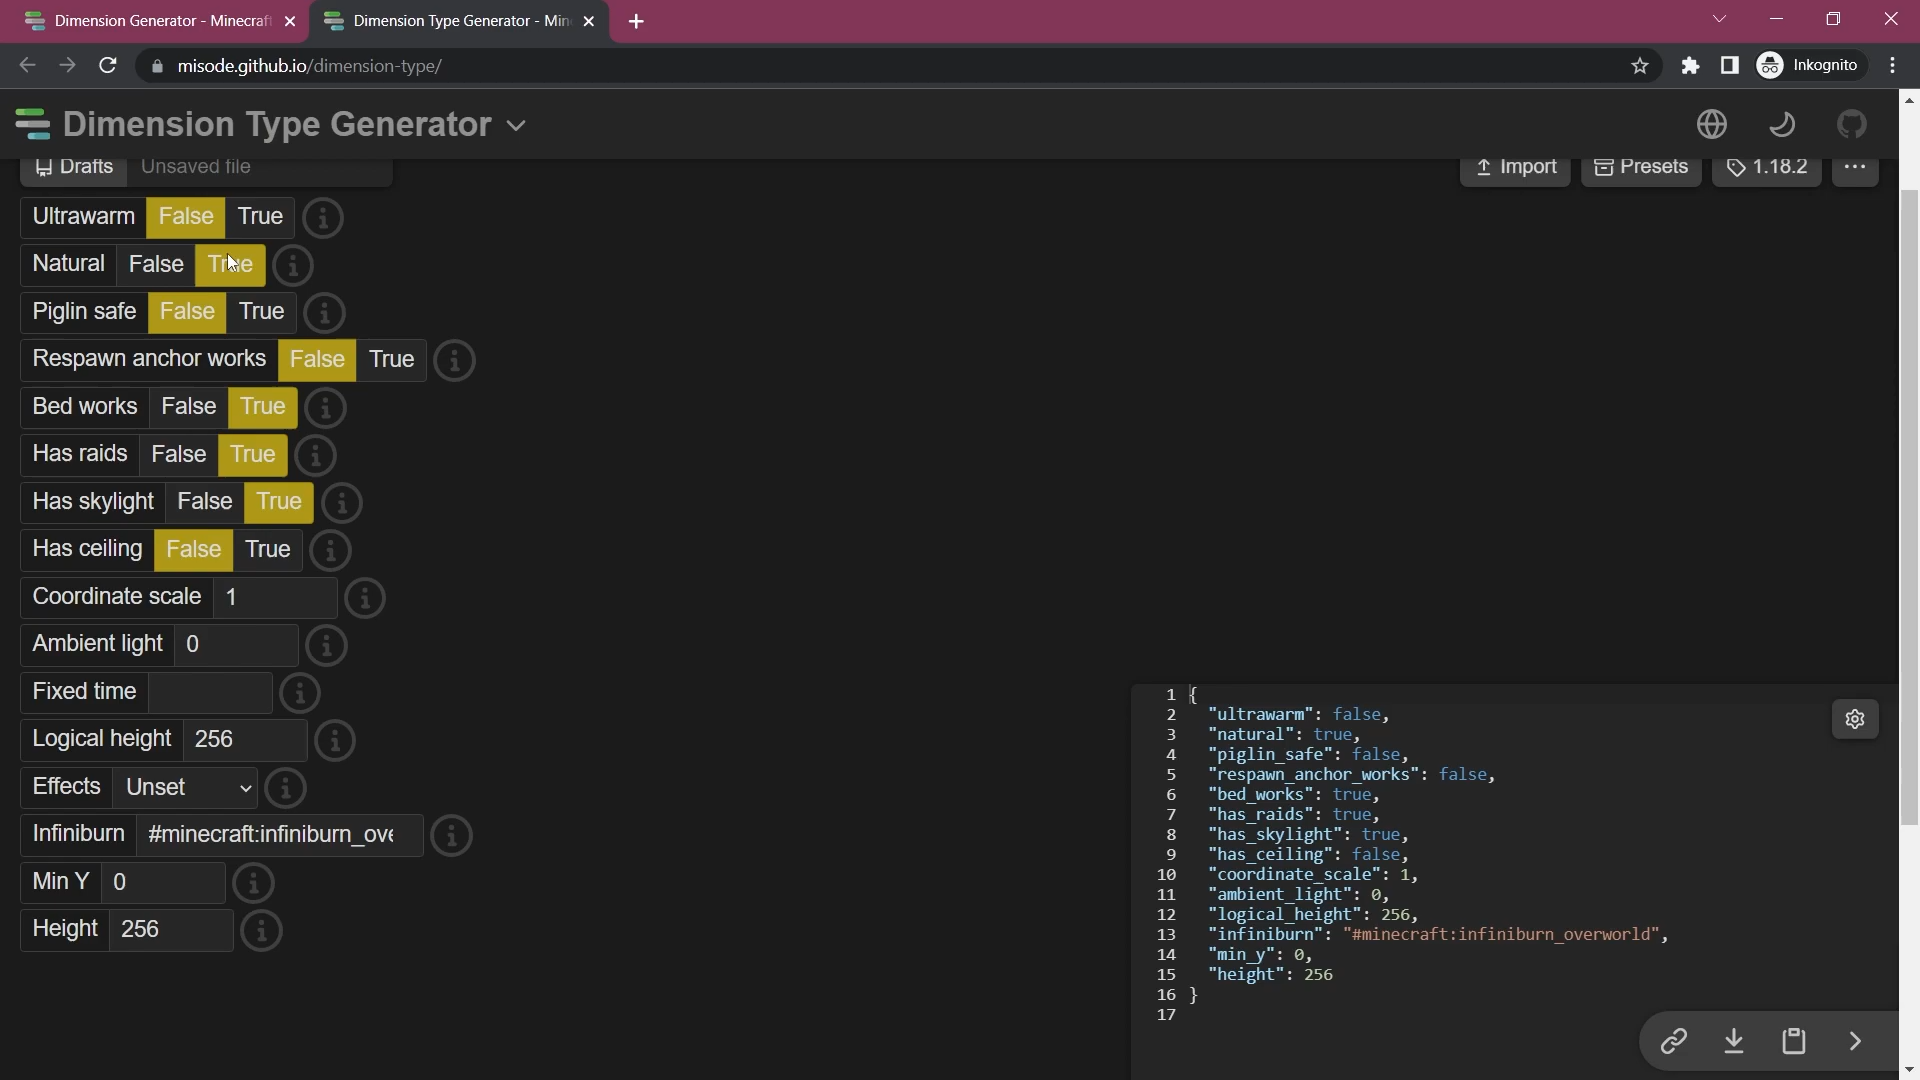 Dimension Generator - Minecraf
Dimension Type Generator - Min
misode.github.io/dimension-type/
Inkognito
Dimension Type Generator
Drafts Unsaved file
Import Presets 1.18.2
Ultrawarm False True
Natural False True
Piglin safe False True
Respawn anchor works False True
Bed works False True
Has raids False True
Has skylight False True
Has ceiling False True
Coordinate scale 1
Ambient light 0
Fixed time
Logical height 256
Effects Unset
Infiniburn #minecraft:infiniburn_ove
Min Y 0
Height 256
1 {
2 "ultrawarm": false,
3 "natural": true,
4 "piglin_safe": false,
5 "respawn_anchor_works": false,
6 "bed_works": true,
7 "has_raids": true,
8 "has_skylight": true,
9 "has_ceiling": false,
10 "coordinate_scale": 1,
11 "ambient_light": 0,
12 "logical_height": 256,
13 "infiniburn": "#minecraft:infiniburn_overworld",
14 "min_y": 0,
15 "height": 256
16 }
17